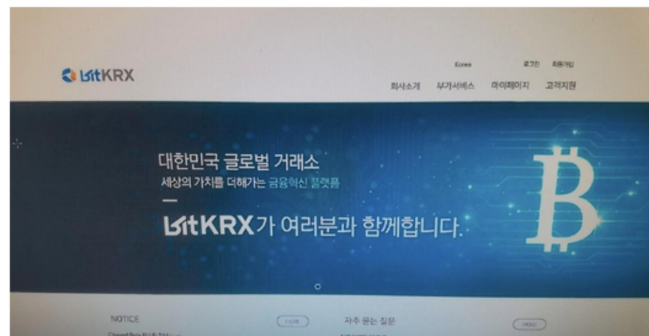 bitKRX
Korea 로그인 회원가입
회사소개 부가서비스 마이페이지 고객지원
대한민국 글로벌 거래소
세상의 가치를 더해가는 금융혁신 플랫폼
bitKRX가 여러분과 함께합니다.
NOTICE
자주 묻는 질문